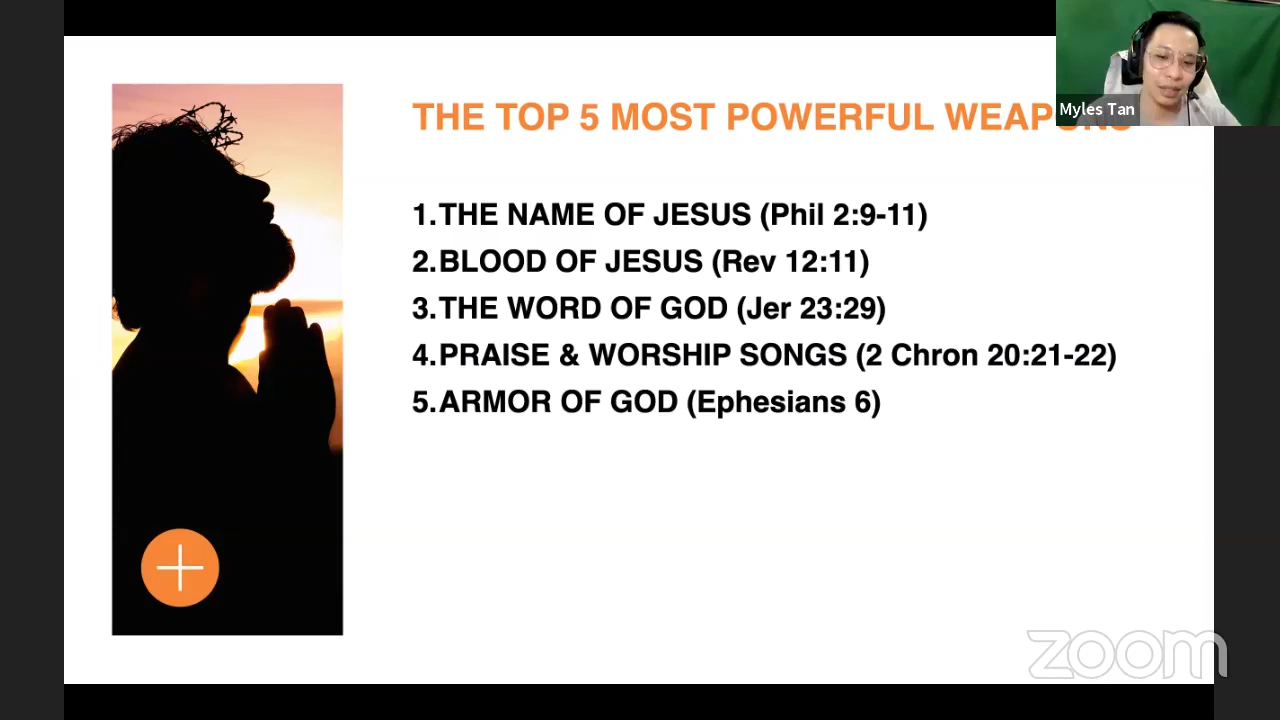 THE TOP 5 MOST POWERFUL WEAPONS
Myles Tan
1.THE NAME OF JESUS (Phil 2:9-11)
2.BLOOD OF JESUS (Rev 12:11)
3.THE WORD OF GOD (Jer 23:29)
4.PRAISE & WORSHIP SONGS (2 Chron 20:21-22)
5.ARMOR OF GOD (Ephesians 6)
zoom